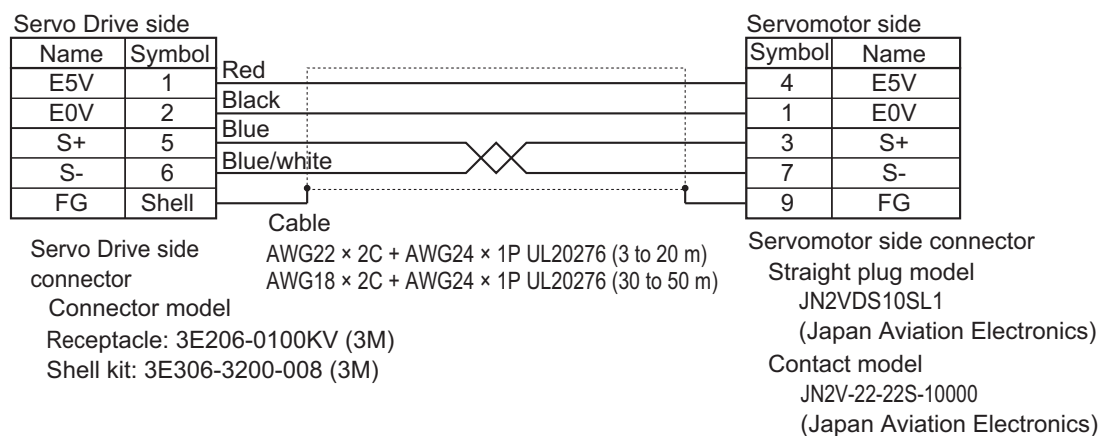 Servo Drive side
Servomotor side
Name Symbol
Symbol Name
E5V 1 Red 4 E5V
E0V 2 Black 1 E0V
S+ 5 Blue 3 S+
S- 6 Blue/white 7 S-
FG Shell 9 FG
Cable
AWG22 × 2C + AWG24 × 1P UL20276 (3 to 20 m)
AWG18 × 2C + AWG24 × 1P UL20276 (30 to 50 m)
Servo Drive side
connector
Connector model
Receptacle: 3E206-0100KV (3M)
Shell kit: 3E306-3200-008 (3M)
Servomotor side connector
Straight plug model
JN2VDS10SL1
(Japan Aviation Electronics)
Contact model
JN2V-22-22S-10000
(Japan Aviation Electronics)